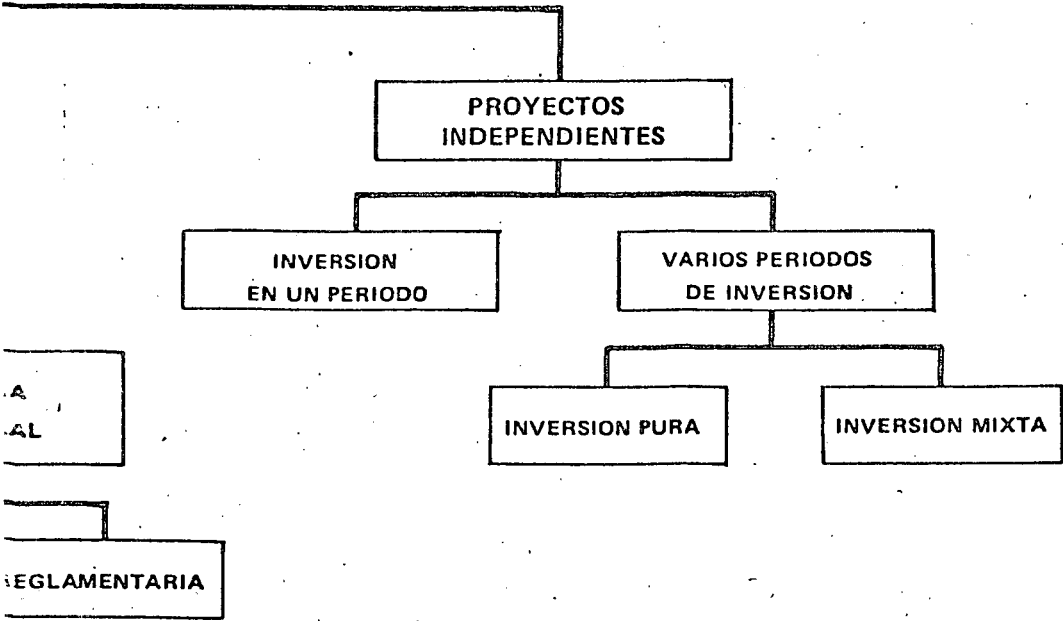 PROYECTOS
INDEPENDIENTES
INVERSION
EN UN PERIODO
VARIOS PERIODOS
DE INVERSION
INVERSION PURA
INVERSION MIXTA